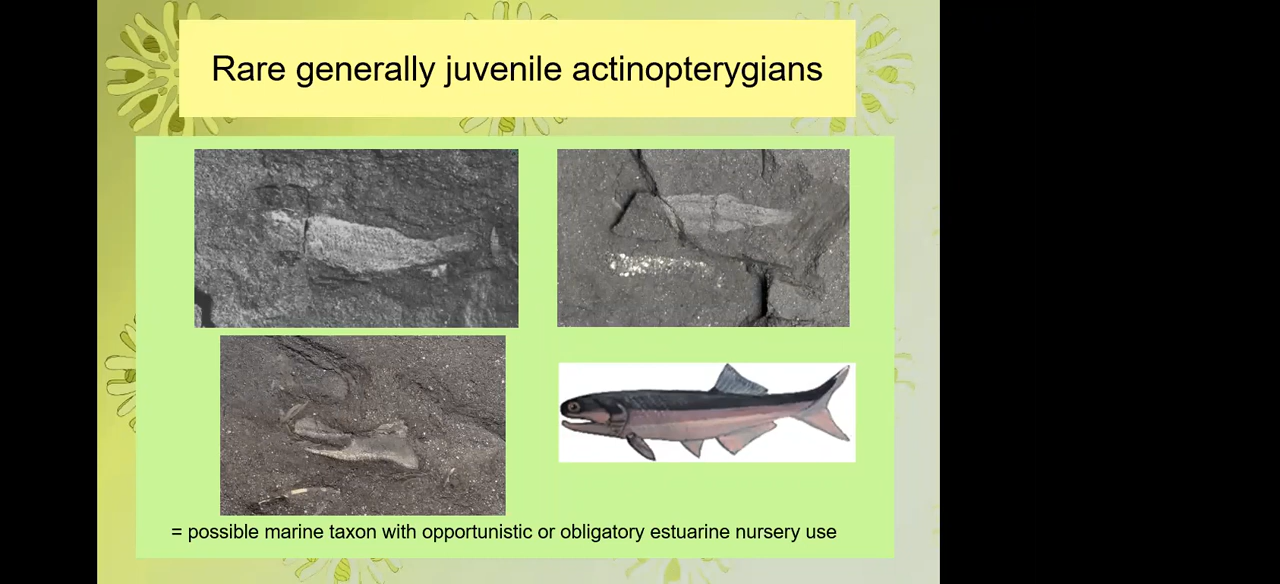 Rare generally juvenile actinopterygians
= possible marine taxon with opportunistic or obligatory estuarine nursery use